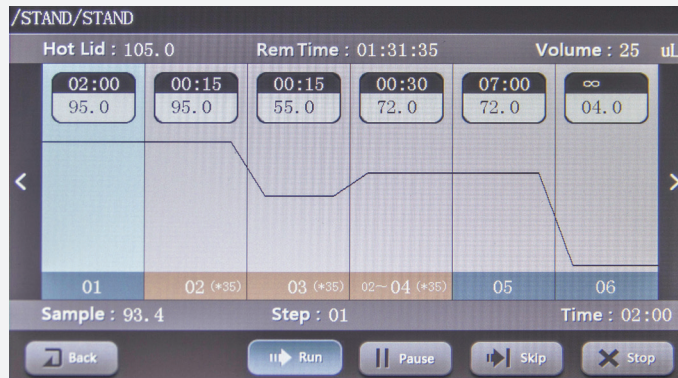 /STAND/STAND
Hot Lid : 105.0 Rem Time : 01:31:35 Volume : 25 uL
02:00 00:15 00:15 00:30 07:00 ∞
95.0 95.0 55.0 72.0 72.0 04.0
01 02 (*35) 03 (*35) 02~04 (*35) 05 06
Sample : 93.4 Step : 01 Time : 02:00
Back Run Pause Skip Stop